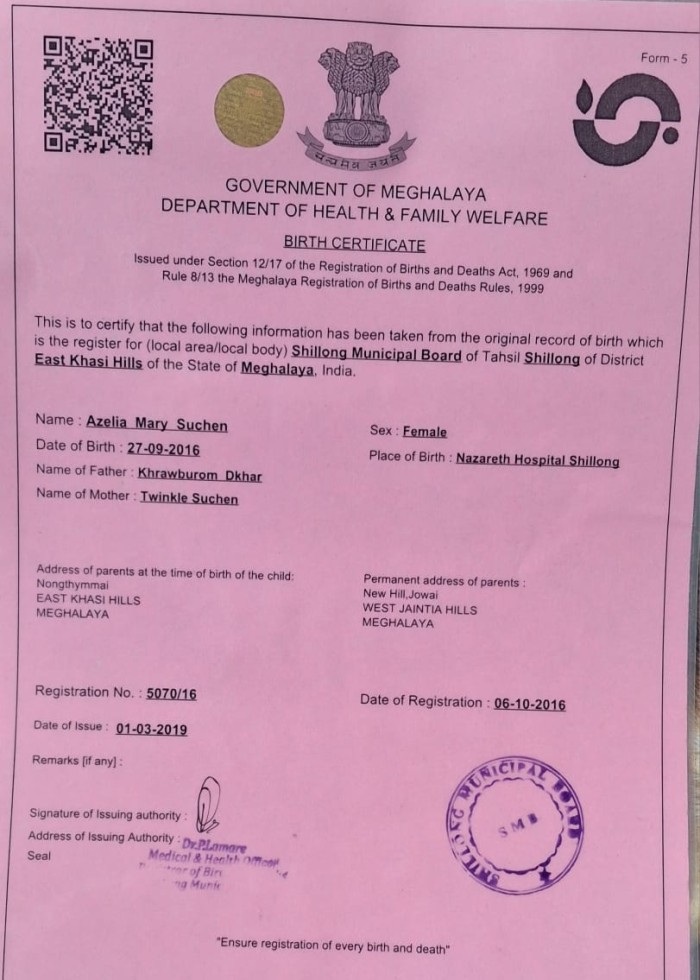 Form - 5
सत्यमेव जयते
GOVERNMENT OF MEGHALAYA
DEPARTMENT OF HEALTH & FAMILY WELFARE
BIRTH CERTIFICATE
Issued under Section 12/17 of the Registration of Births and Deaths Act, 1969 and
Rule 8/13 the Meghalaya Registration of Births and Deaths Rules, 1999
This is to certify that the following information has been taken from the original record of birth which
is the register for (local area/local body) Shillong Municipal Board of Tahsil Shillong of District
East Khasi Hills of the State of Meghalaya, India.
Name : Azelia Mary Suchen
Sex : Female
Date of Birth : 27-09-2016
Place of Birth : Nazareth Hospital Shillong
Name of Father : Khrawburom Dkhar
Name of Mother : Twinkle Suchen
Address of parents at the time of birth of the child:
Nongthymmai
EAST KHASI HILLS
MEGHALAYA
Permanent address of parents :
New Hill,Jowai
WEST JAINTIA HILLS
MEGHALAYA
Registration No. : 5070/16
Date of Registration : 06-10-2016
Date of Issue : 01-03-2019
Remarks [if any] :
Signature of Issuing authority :
Address of Issuing Authority :
Seal
Dr.P.Lamare
Medical & Health Officer
of Bir
SHILLONG MUNICIPAL BOARD
SMB
"Ensure registration of every birth and death"